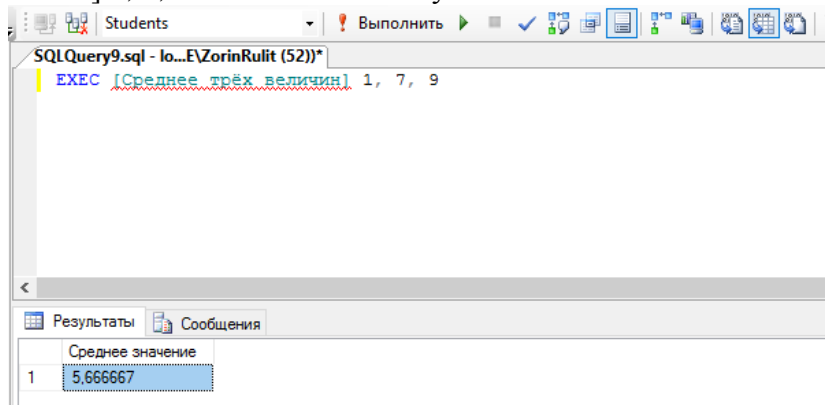 Students
Выполнить
SQLQuery9.sql - lo...E\ZorinRulit (52))*
EXEC [Среднее трёх величин] 1, 7, 9
Результаты Сообщения
Среднее значение
1 5,666667